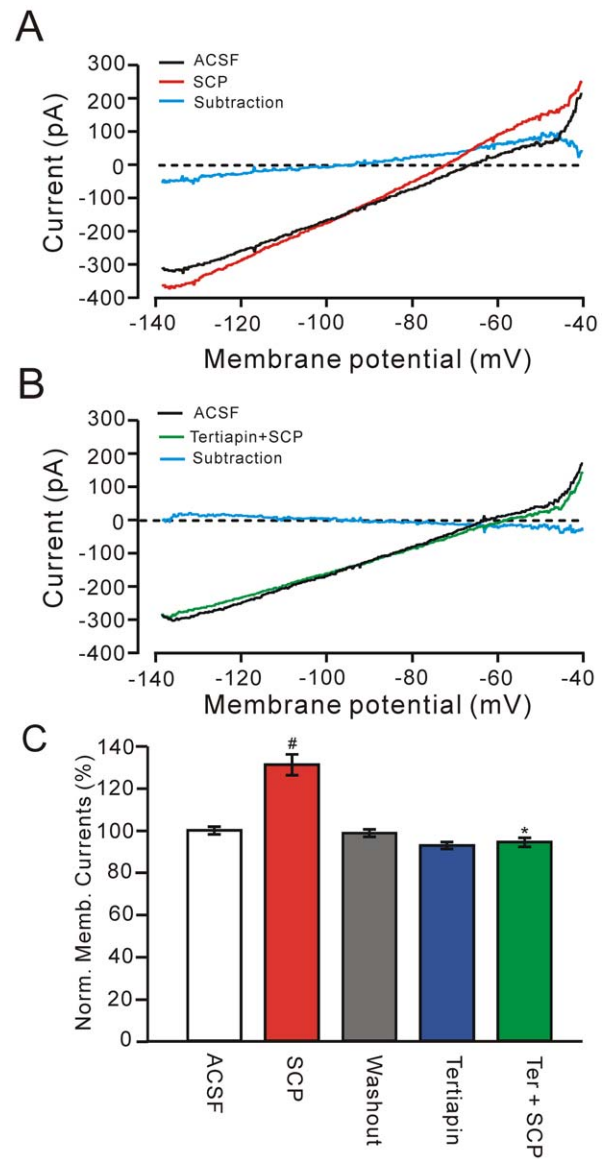 A
ACSF
SCP
Subtraction
Current (pA)
300
200
100
0
-100
-200
-300
-400
-140
-120
-100
-80
-60
-40
Membrane potential (mV)
B
ACSF
Tertiapin+SCP
Subtraction
Current (pA)
300
200
100
0
-100
-200
-300
-400
-140
-120
-100
-80
-60
-40
Membrane potential (mV)
C
Norm. Memb. Currents (%)
140
120
100
80
60
40
20
0
#
*
ACSF
SCP
Washout
Tertiapin
Ter + SCP